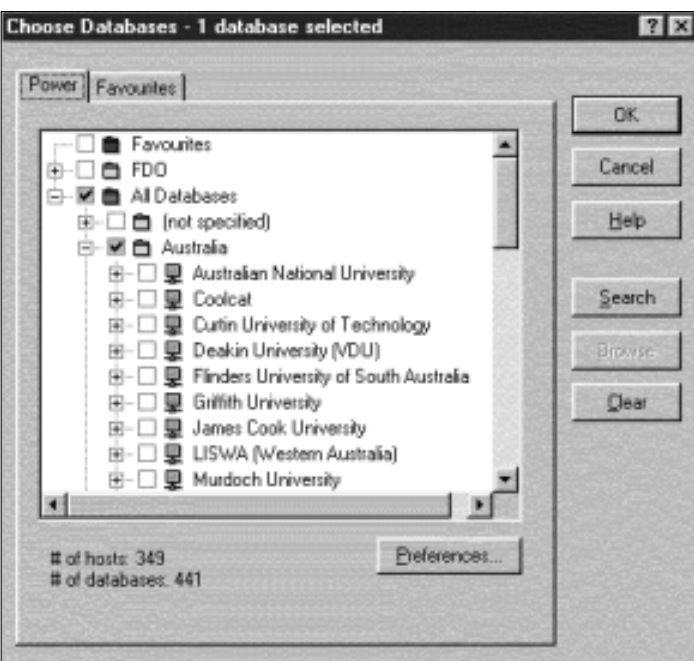 Choose Databases - 1 database selected
Power
Favourites
Favourites
FDO
All Databases
(not specified)
Australia
Australian National University
Coolcat
Curtin University of Technology
Deakin University (VDU)
Flinders University of South Australia
Griffith University
James Cook University
LISWA (Western Australia)
Murdoch University
# of hosts: 349
# of databases: 441
Preferences...
OK
Cancel
Help
Search
Browse
Clear